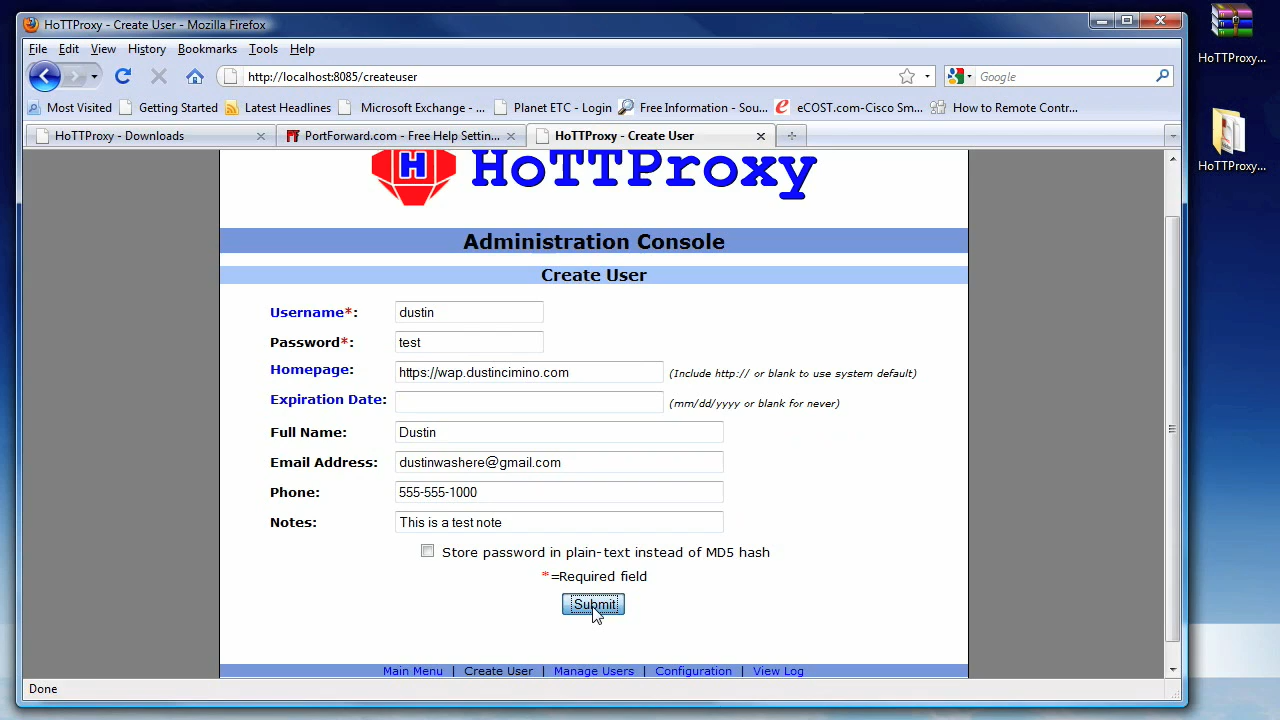 HoTTProxy - Create User - Mozilla Firefox
File Edit View History Bookmarks Tools Help
http://localhost:8085/createuser
Google
Most Visited Getting Started Latest Headlines Microsoft Exchange - ... Planet ETC - Login Free Information - Sou... eCOST.com-Cisco Sm... How to Remote Contr...
HoTTProxy - Downloads PortForward.com - Free Help Settin... HoTTProxy - Create User
HoTTProxy...
HoTTProxy...
H HoTTProxy
Administration Console
Create User
Username*: dustin
Password*: test
Homepage: https://wap.dustincimino.com (Include http:// or blank to use system default)
Expiration Date: (mm/dd/yyyy or blank for never)
Full Name: Dustin
Email Address: dustinwashere@gmail.com
Phone: 555-555-1000
Notes: This is a test note
Store password in plain-text instead of MD5 hash
*=Required field
Submit
Main Menu | Create User | Manage Users | Configuration | View Log
Done